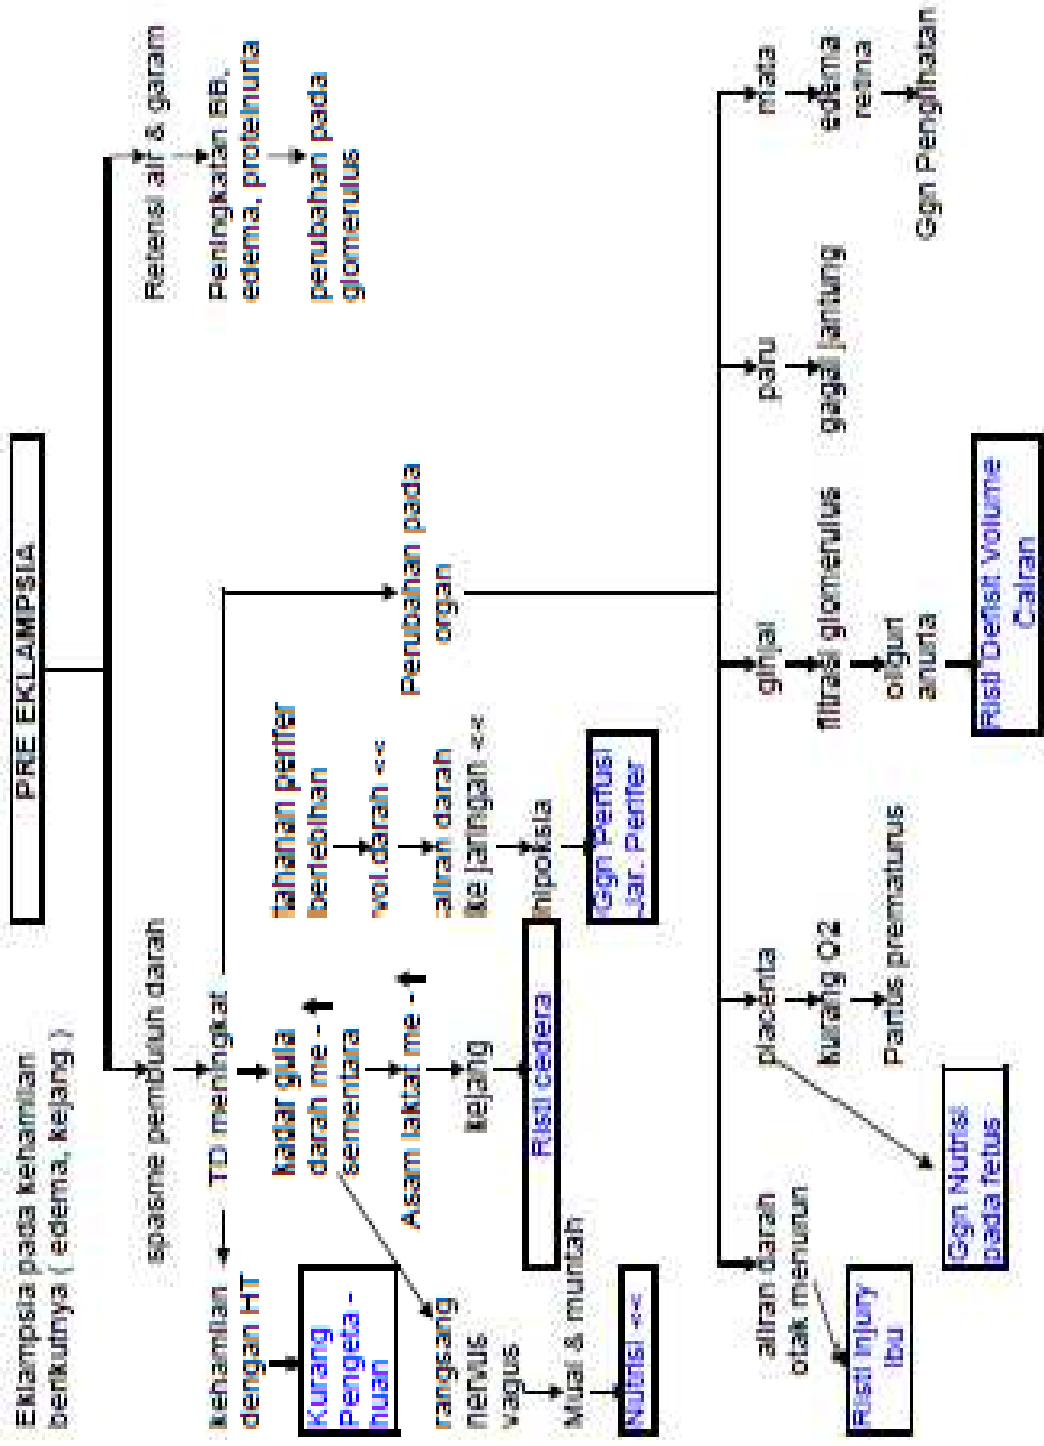 Eklampsia pada kehamilan
berikutnya ( edema, kejang )
PRE EKLAMPSIA
spasme pembuluh darah
Retensi air & garam
Peningkatan BB,
edema, proteinuria
perubahan pada
glomerulus
kehamilan
dengan HT
Kurang
Pengeta -
huan
TD meningkat
kadar gula
darah me -
sementara
Asam laktat me -
kejang
Risti cedera
rangsang
nervus
vagus
Mual & muntah
Nutrisi <<
tahanan perifer
berlebihan
vol.darah <<
aliran darah
ke jaringan <<
hipoksia
Ggn Perfusi
Jar. Perifer
Perubahan pada
organ
aliran darah
otak menurun
Risti Injury
Ibu
placenta
kurang O2
Partus prematurus
Ggn Nutrisi
pada fetus
ginjal
filtrasi glomerulus
oliguri
anuria
Risti Defisit Volume
Cairan
paru
gagal jantung
mata
edema
retina
Ggn Penglihatan